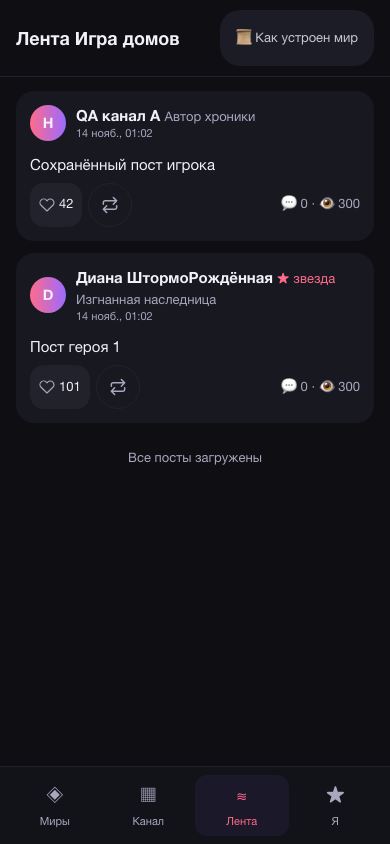 Лента Игра домов
Как устроен мир
Н
QA канал A Автор хроники
14 нояб., 01:02
Сохранённый пост игрока
42
0 · 300
Д
Диана ШтормоРождённая ★ звезда
Изгнанная наследница
14 нояб., 01:02
Пост героя 1
101
0 · 300
Все посты загружены
Миры
Канал
Лента
Я